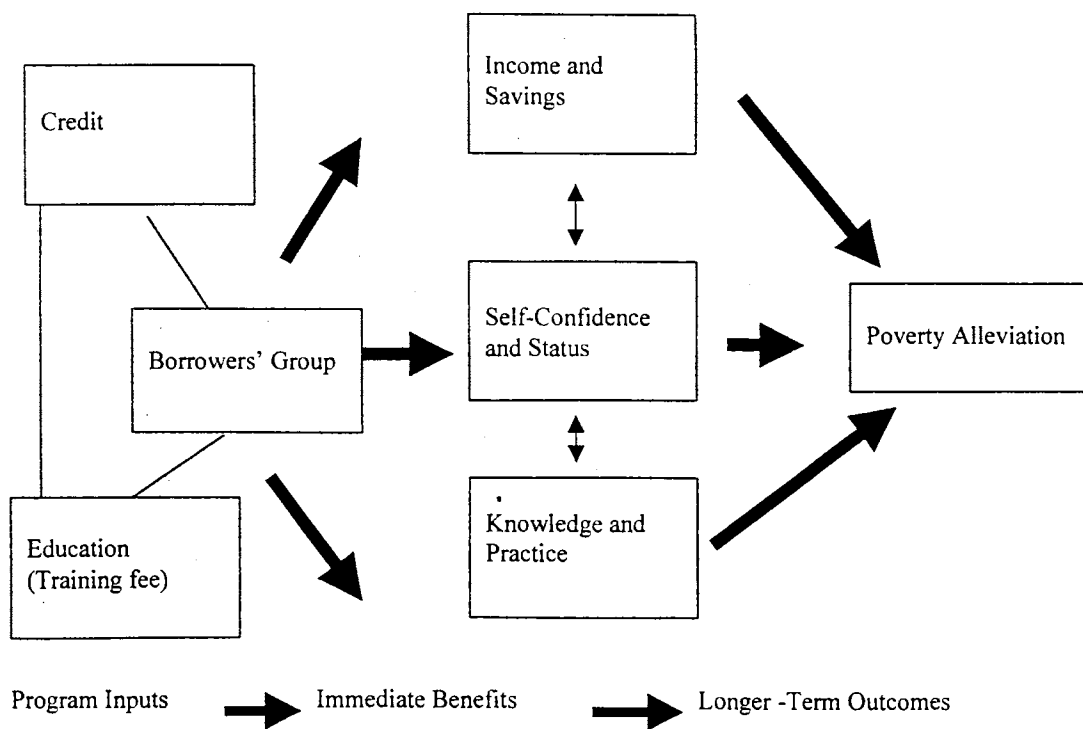 Credit
Income and
Savings
Borrowers' Group
Self-Confidence
and Status
Poverty Alleviation
Education
(Training fee)
Knowledge and
Practice
Program Inputs
Immediate Benefits
Longer -Term Outcomes